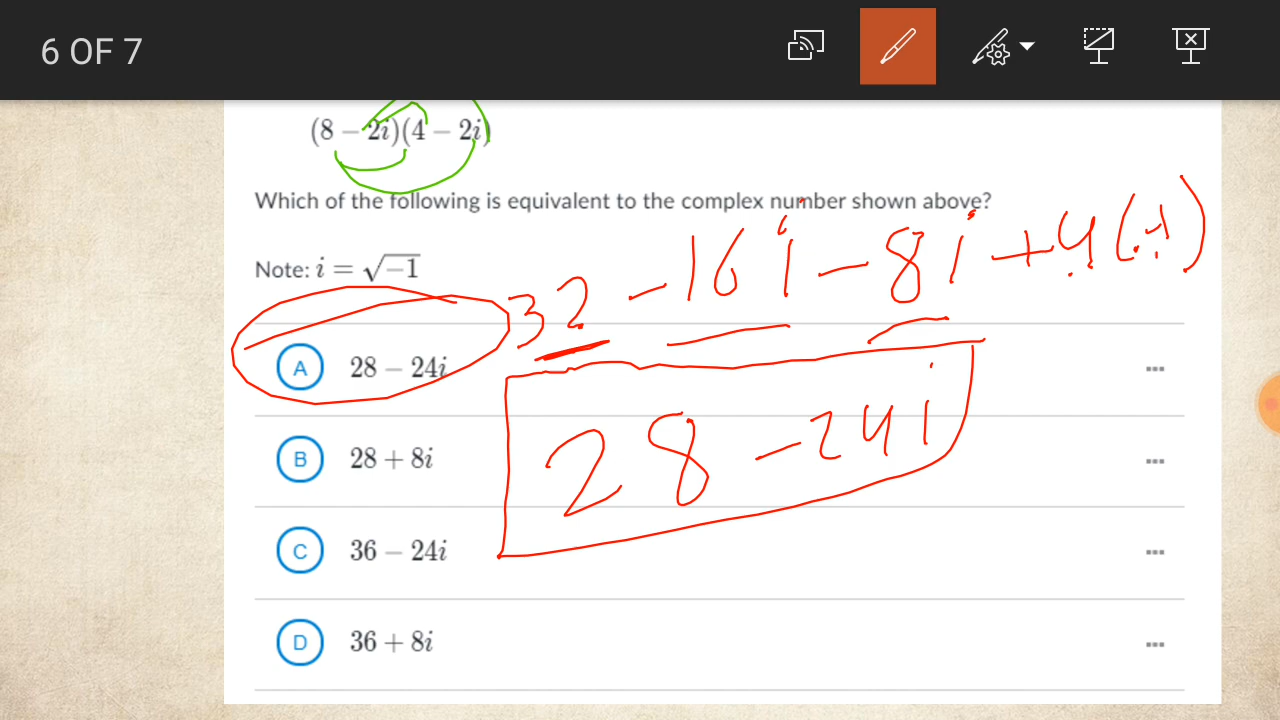 6 OF 7
(8 – 2i)(4 – 2i)
Which of the following is equivalent to the complex number shown above?
Note: i = √−1
32 - 16i - 8i + 4(-1)
A 28 – 24i
28 - 24i
B 28 + 8i
C 36 – 24i
D 36 + 8i